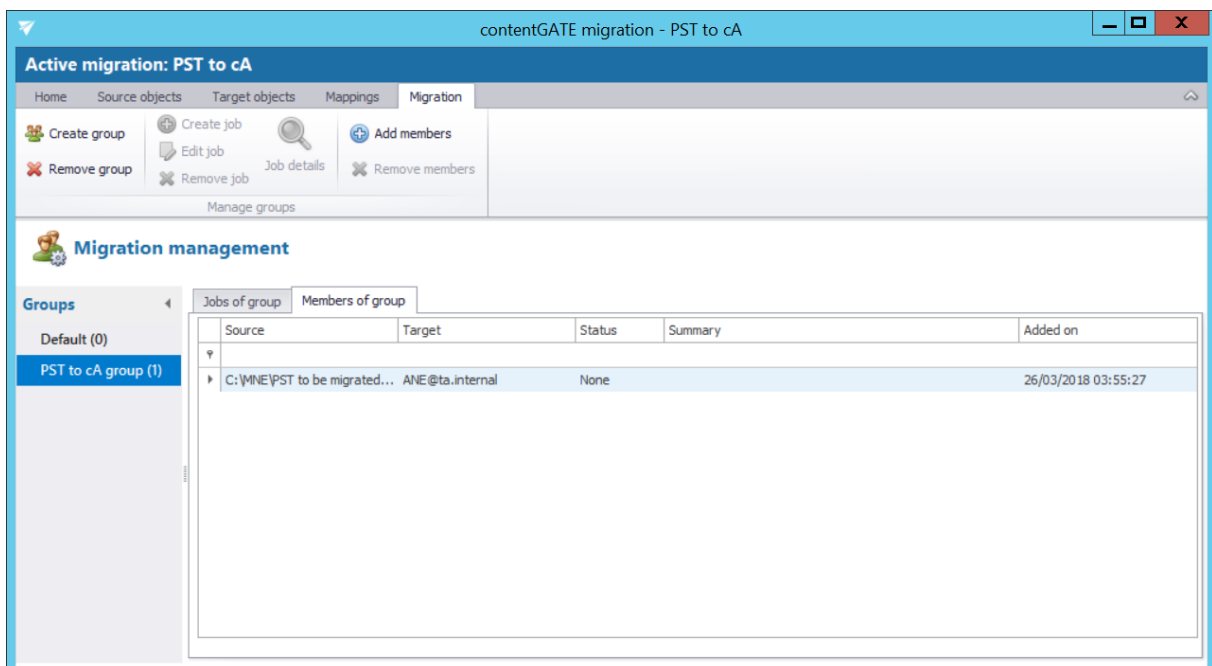 contentGATE migration - PST to cA
Active migration: PST to cA
Home Source objects Target objects Mappings Migration
Create group Create job Add members
Edit job
Remove group Job details Remove members
Remove job
Manage groups
Migration management
Groups Jobs of group Members of group
Source Target Status Summary Added on
Default (0)
PST to cA group (1) C:\MNE\PST to be migrated... ANE@ta.internal None 26/03/2018 03:55:27